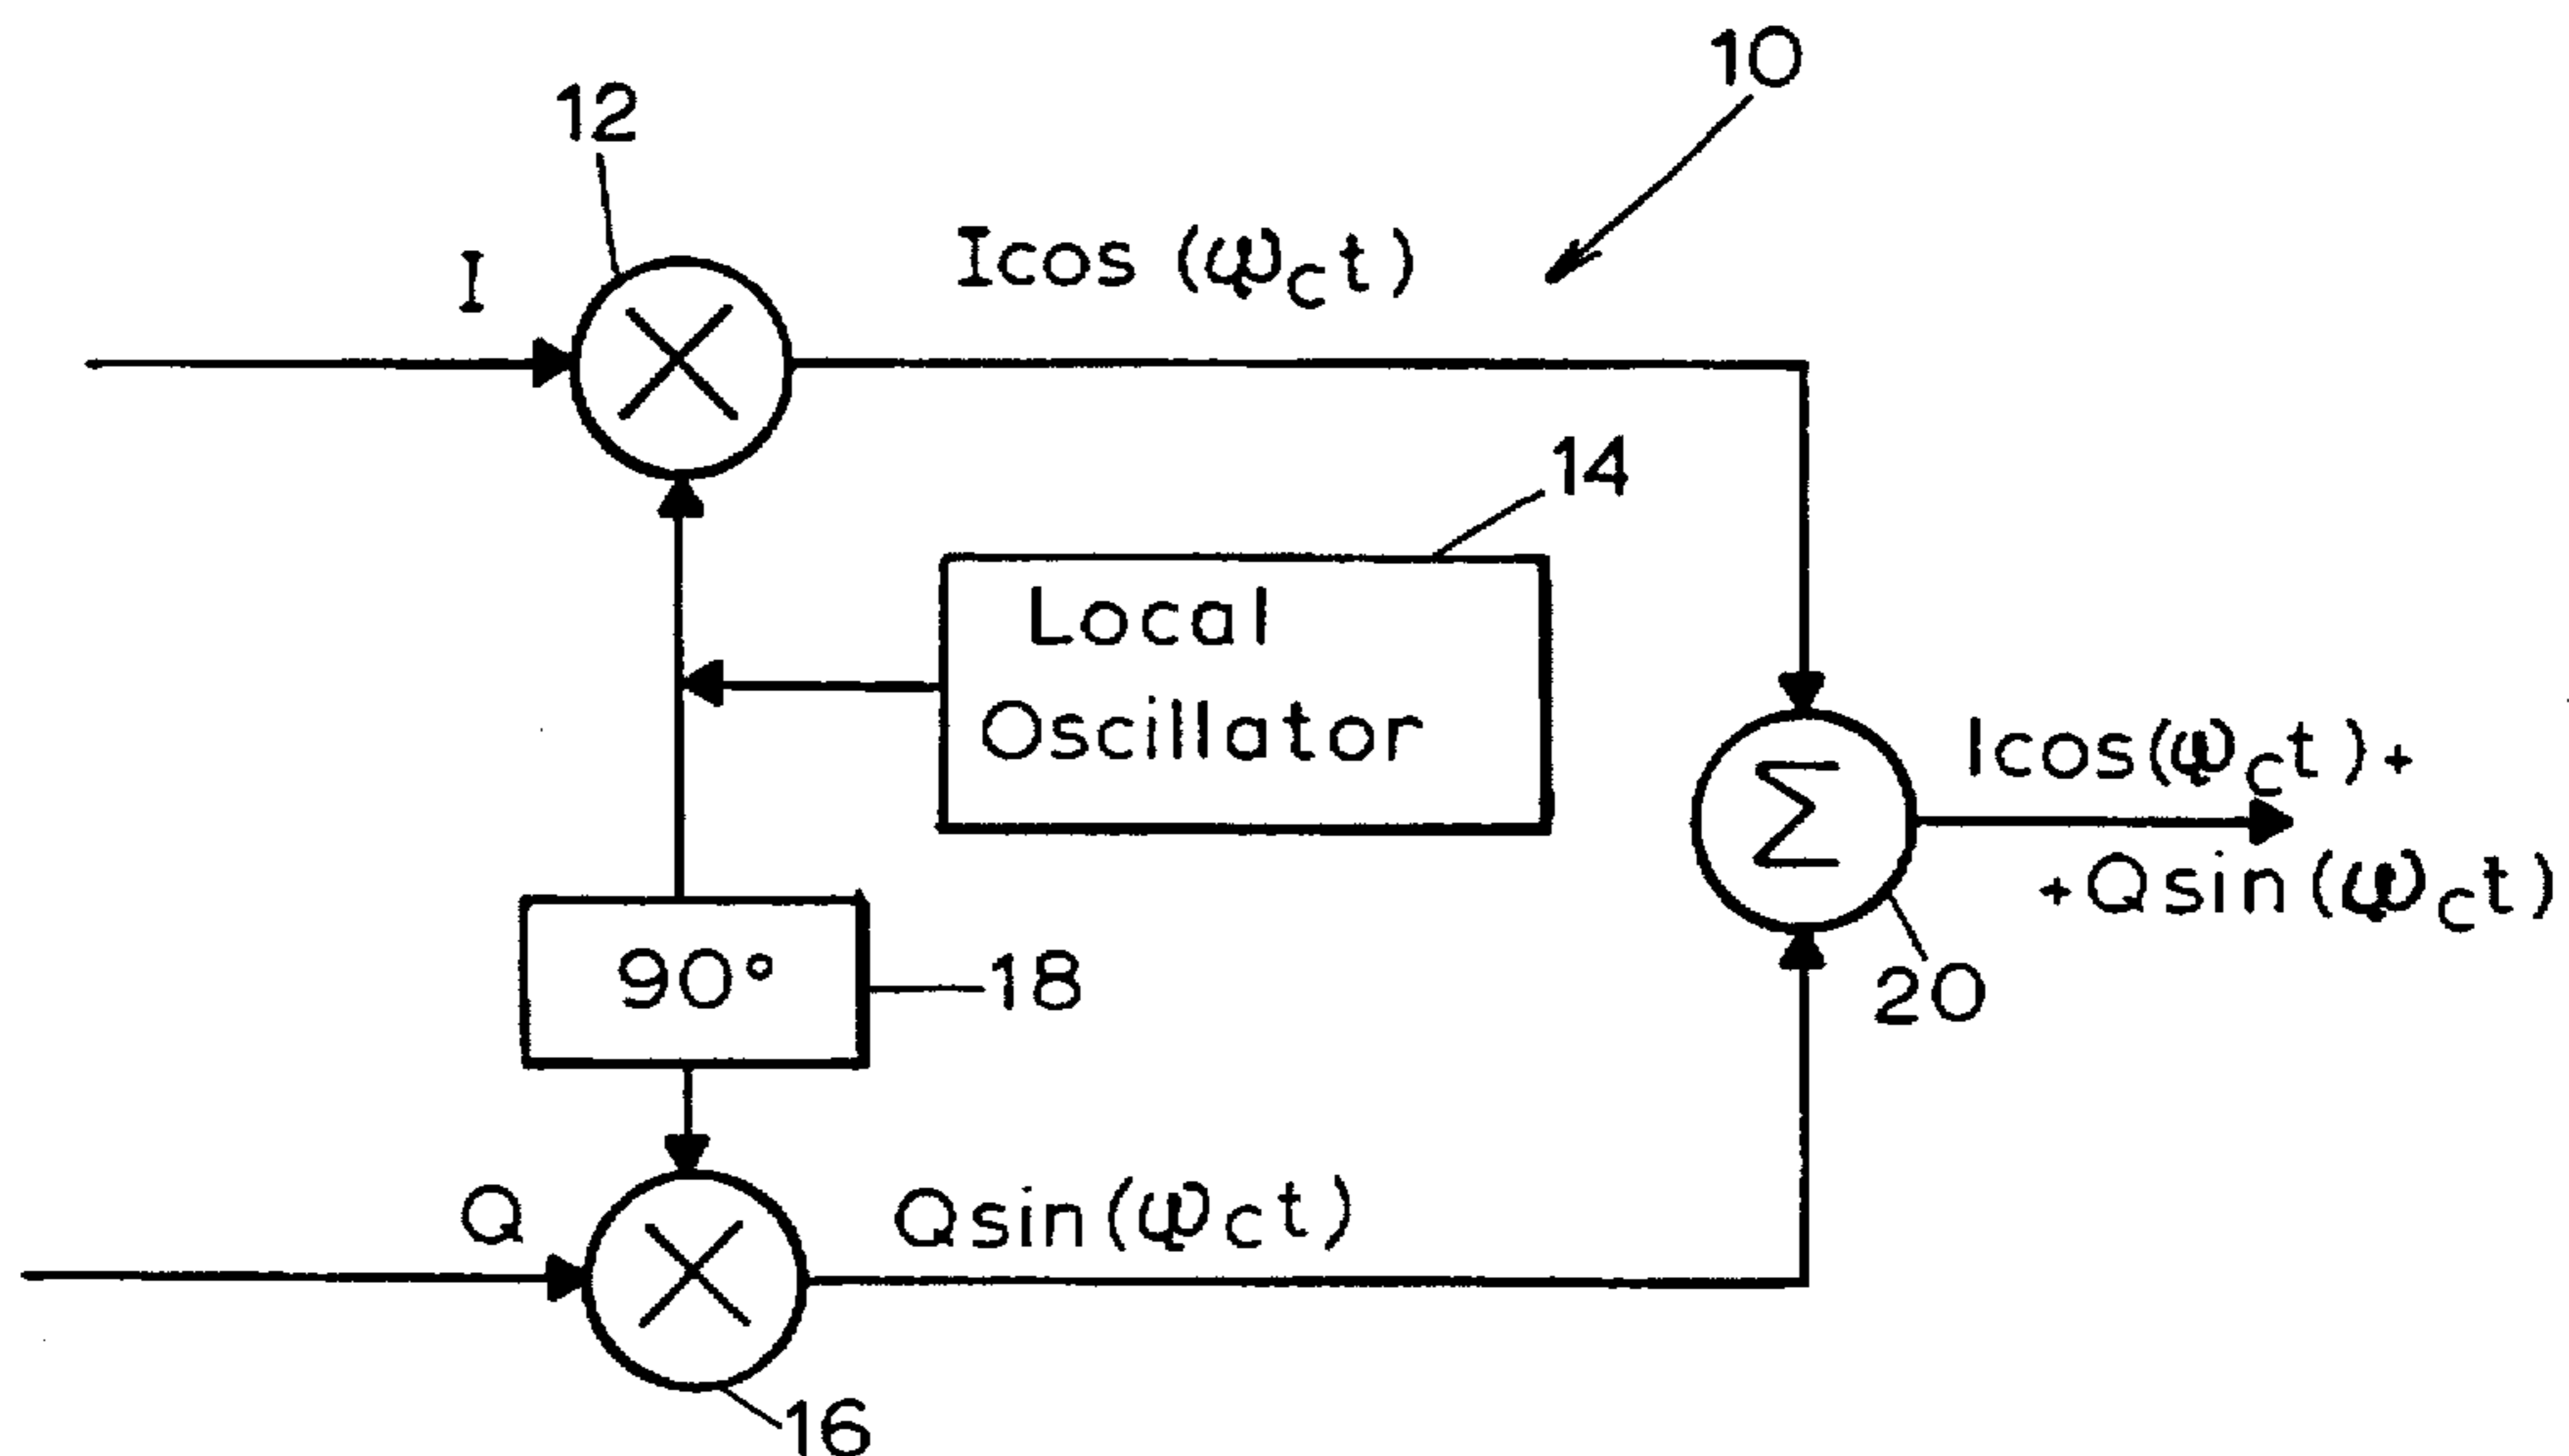 10
12
I
Icos (ωct)
14
Local
Oscillator
Icos(ωct)+
+Qsin(ωct)
90°
18
20
Q
Qsin(ωct)
16